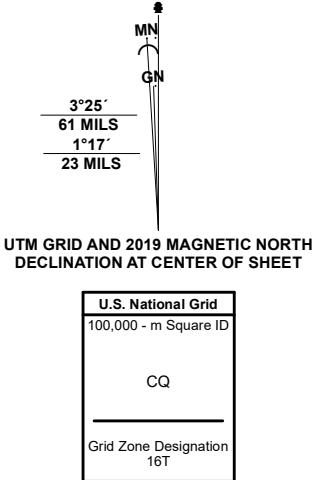 MN
GN
3°25´
61 MILS
1°17´
23 MILS
UTM GRID AND 2019 MAGNETIC NORTH
DECLINATION AT CENTER OF SHEET
U.S. National Grid
100,000 - m Square ID
CQ
Grid Zone Designation
16T